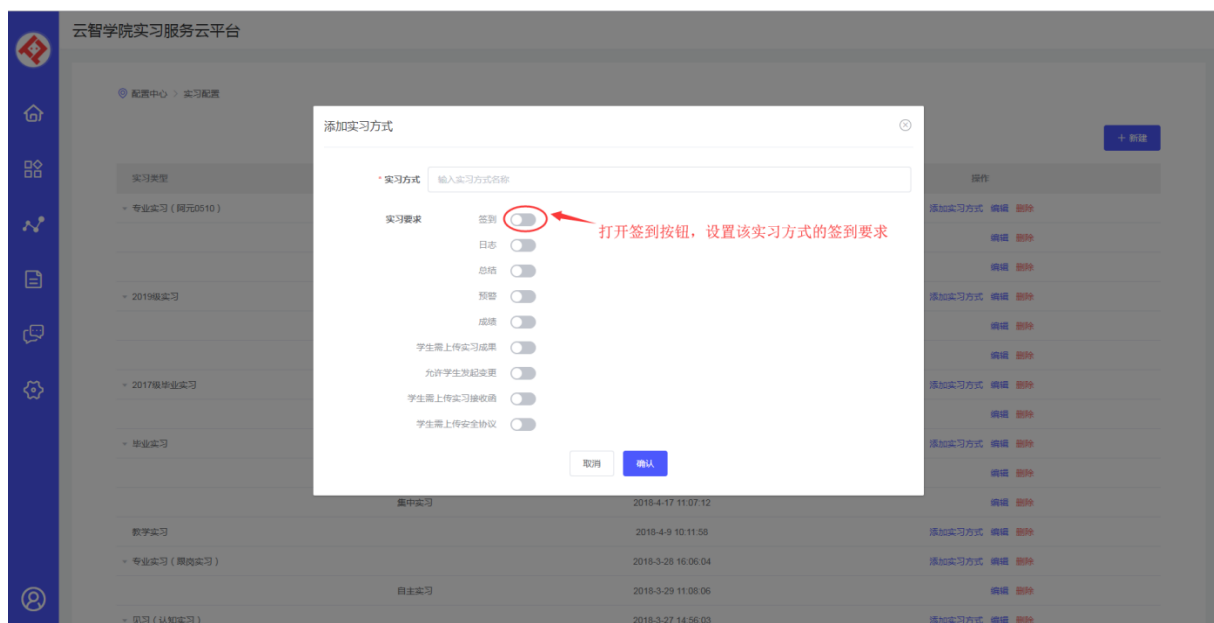 云智学院实习服务云平台
配置中心 > 实习配置
添加实习方式
+ 新建
实习类型
操作
* 实习方式 输入实习方式名称
专业实习(阿元0510)
添加实习方式 编辑 删除
实习要求 签到
打开签到按钮，设置该实习方式的签到要求
编辑 删除
日志
编辑 删除
总结
2019级实习
预警
添加实习方式 编辑 删除
成绩
编辑 删除
学生需上传实习成果
编辑 删除
允许学生发起变更
2017级毕业实习
添加实习方式 编辑 删除
学生需上传实习接收函
编辑 删除
学生需上传安全协议
毕业实习
添加实习方式 编辑 删除
取消 确认
编辑 删除
集中实习 2018-4-17 11:07:12 编辑 删除
教学实习 2018-4-9 10:11:58 添加实习方式 编辑 删除
专业实习(跟岗实习) 2018-3-28 16:06:04 添加实习方式 编辑 删除
自主实习 2018-3-29 11:08:06 编辑 删除
见习(认知实习) 2018-3-27 14:56:03 添加实习方式 编辑 删除